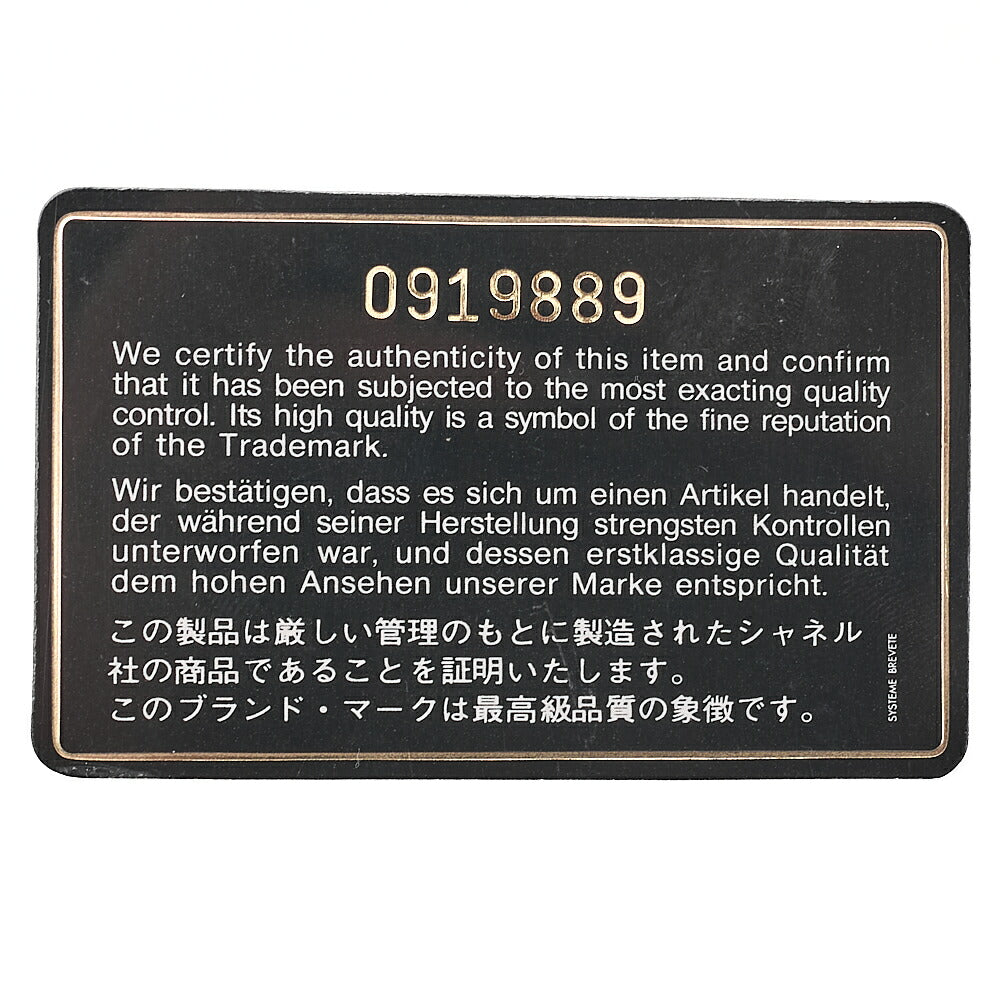 0919889
We certify the authenticity of this item and confirm
that it has been subjected to the most exacting quality
control. Its high quality is a symbol of the fine reputation
of the Trademark.
Wir bestätigen, dass es sich um einen Artikel handelt,
der während seiner Herstellung strengsten Kontrollen
unterworfen war, und dessen erstklassige Qualität
dem hohen Ansehen unserer Marke entspricht.
この製品は厳しい管理のもとに製造されたシャネル
社の商品であることを証明いたします。
このブランド・マークは最高級品質の象徴です。
SYSTEME BREVETE